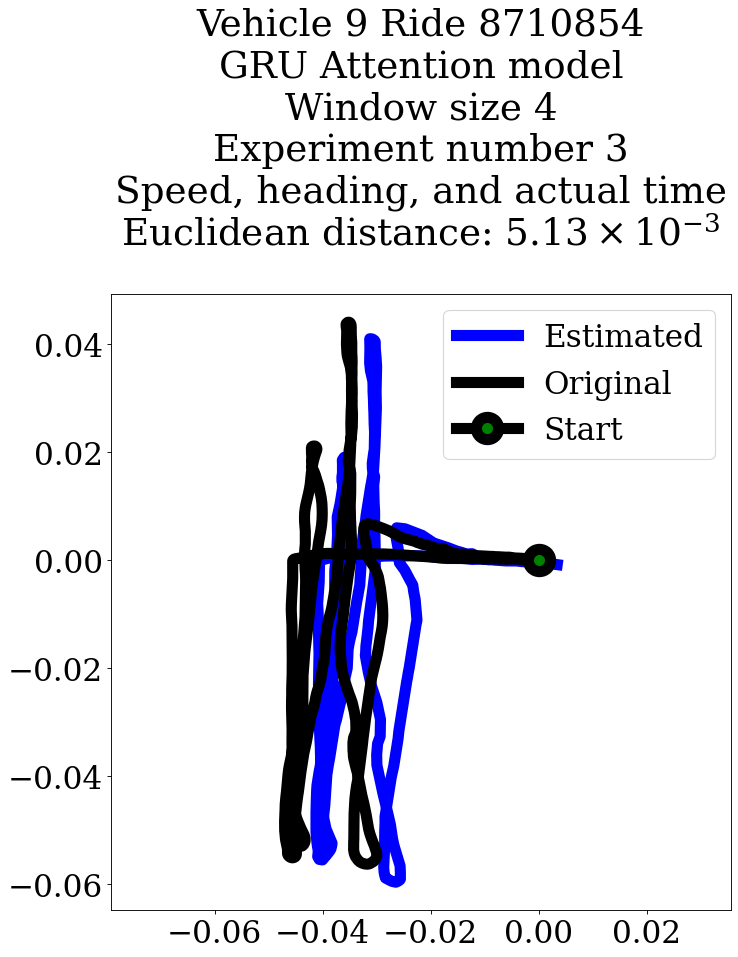 Vehicle 9 Ride 8710854
GRU Attention model
Window size 4
Experiment number 3
Speed, heading, and actual time
Euclidean distance: 5.13 × 10⁻³
Estimated
Original
Start
0.04
0.02
0.00
−0.02
−0.04
−0.06
−0.06 −0.04 −0.02 0.00 0.02